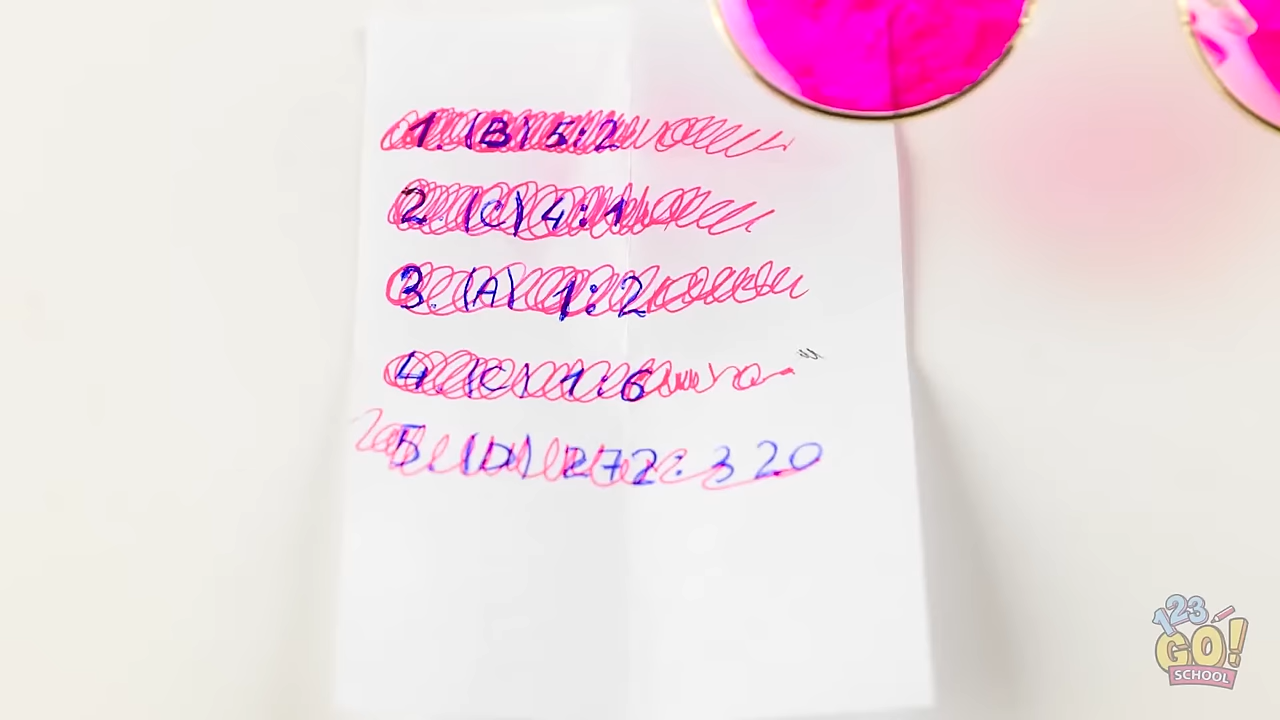 1. (B) 5:2
2. (C) 4:1
3. (A) 1:2
4. (C) 1:6
5. (D) 272:320
123
GO!
SCHOOL